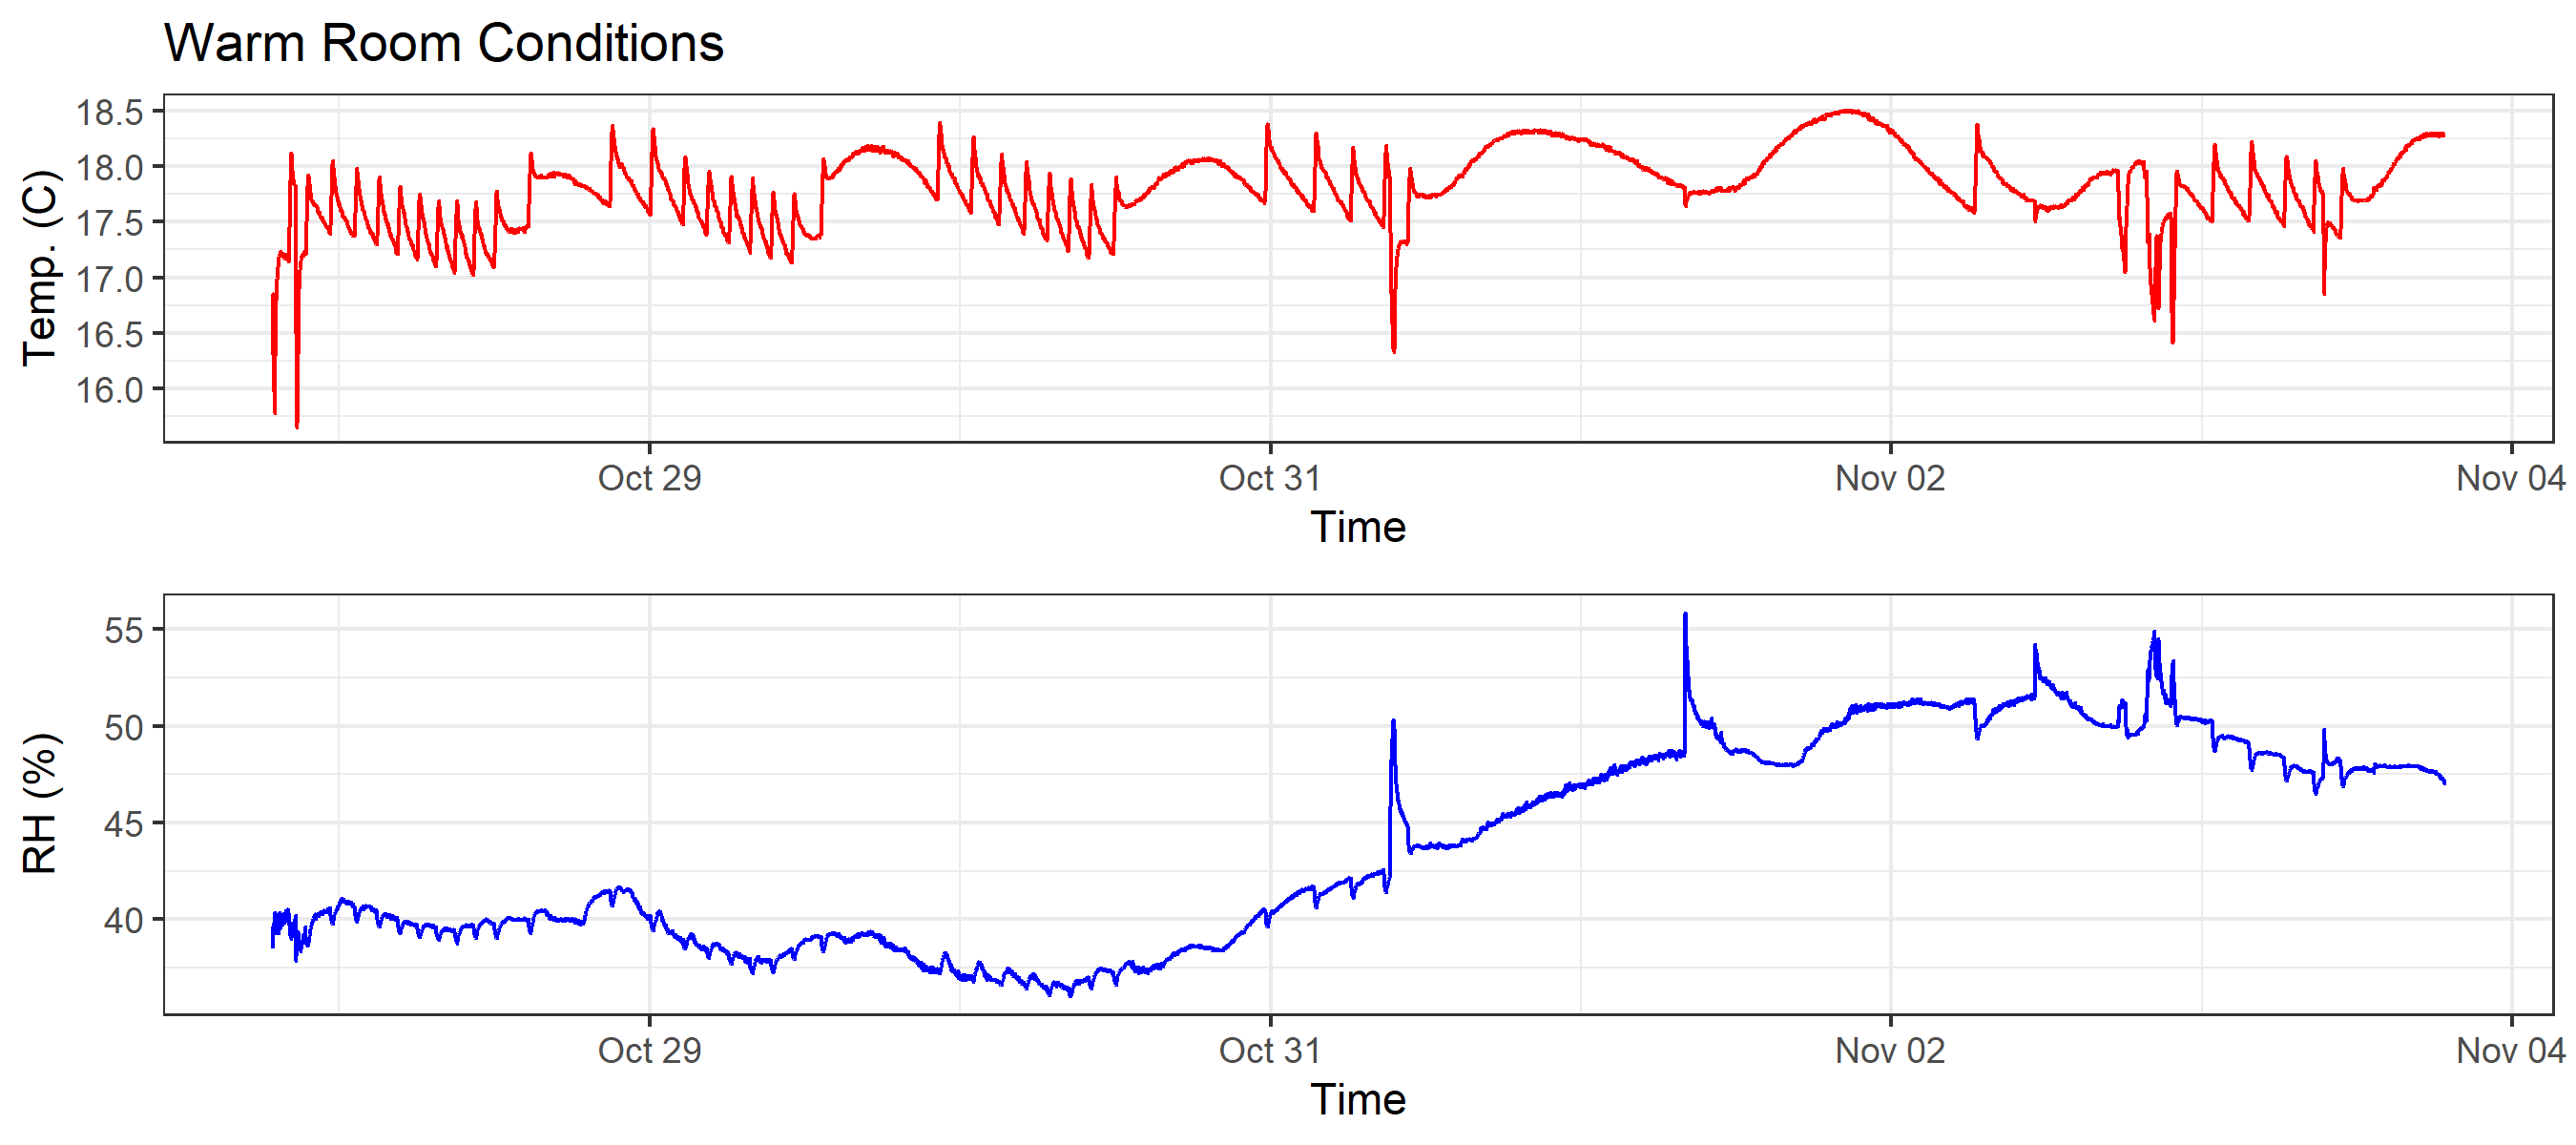 Warm Room Conditions
Temp. (C)
18.5
18.0
17.5
17.0
16.5
16.0
Oct 29 Oct 31 Nov 02 Nov 04
Time
RH (%)
55
50
45
40
Oct 29 Oct 31 Nov 02 Nov 04
Time